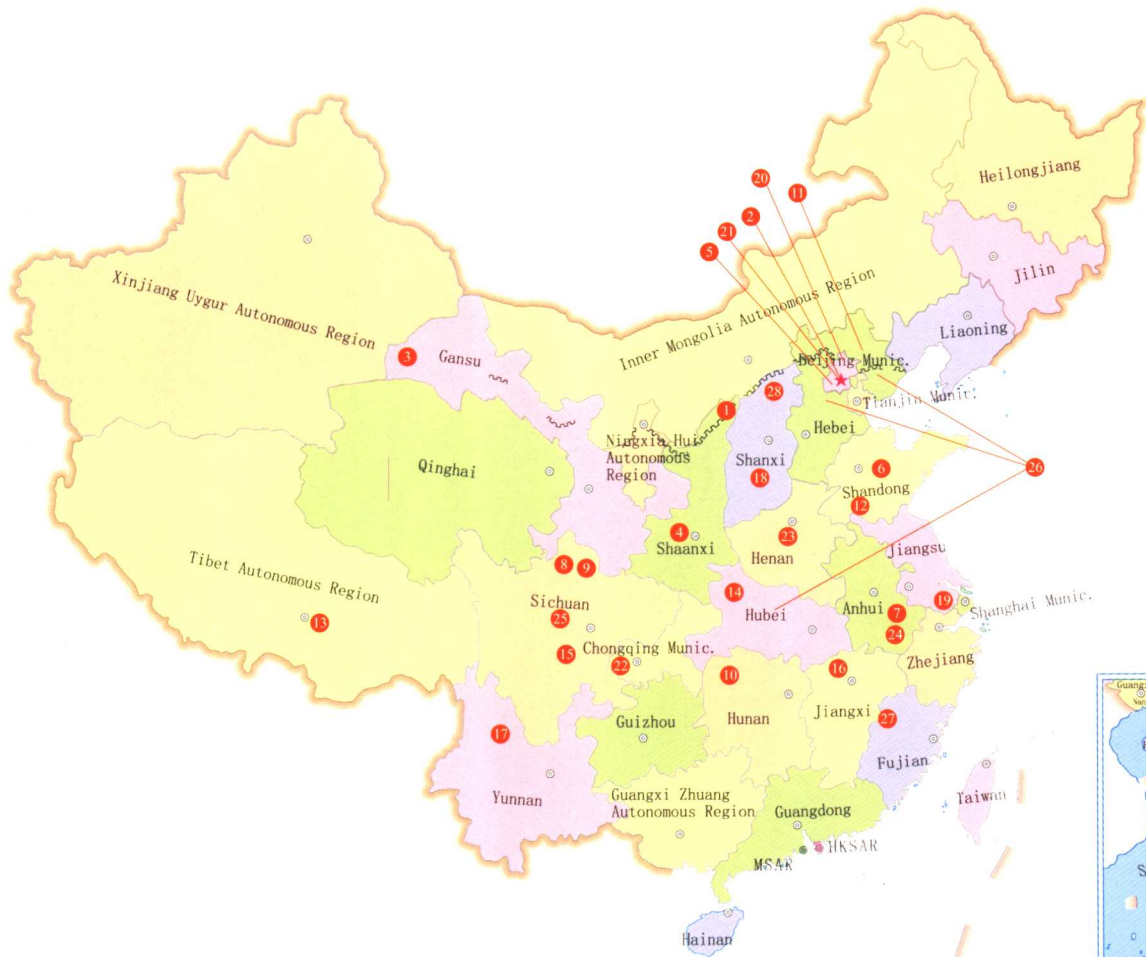 20
11
2
21
5
Heilongjiang
Jilin
Liaoning
Inner Mongolia Autonomous Region
Xinjiang Uygur Autonomous Region
3
Gansu
Beijing Munic.
28
1
Tianjin Munic.
Hebei
Ningxia Hui
Autonomous
Region
Qinghai
Shanxi
18
6
26
Shandong
12
4
Shaanxi
23
Henan
Jiangsu
Tibet Autonomous Region
8
9
14
Sichuan
Hubei
Anhui
7
19
Shanghai Munic.
13
25
24
15
Chongqing Munic.
22
Zhejiang
10
16
Hunan
Jiangxi
27
Guizhou
17
Fujian
Yunnan
Guangxi Zhuang
Autonomous Region
Guangdong
Taiwan
MSAR
HKSAR
Hainan